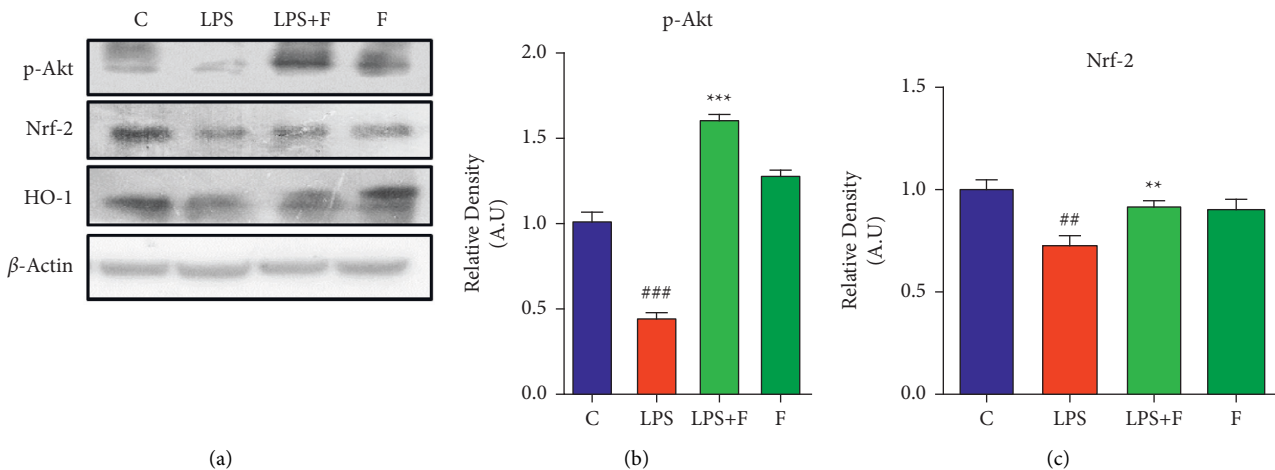 C LPS LPS+F F
p-Akt
Nrf-2
HO-1
β-Actin
(a)
p-Akt
Relative Density
(A.U)
2.0
1.5
1.0
0.5
0.0
###
***
C LPS LPS+F F
(b)
Nrf-2
Relative Density
(A.U)
1.5
1.0
0.5
0.0
##
**
C LPS LPS+F F
(c)